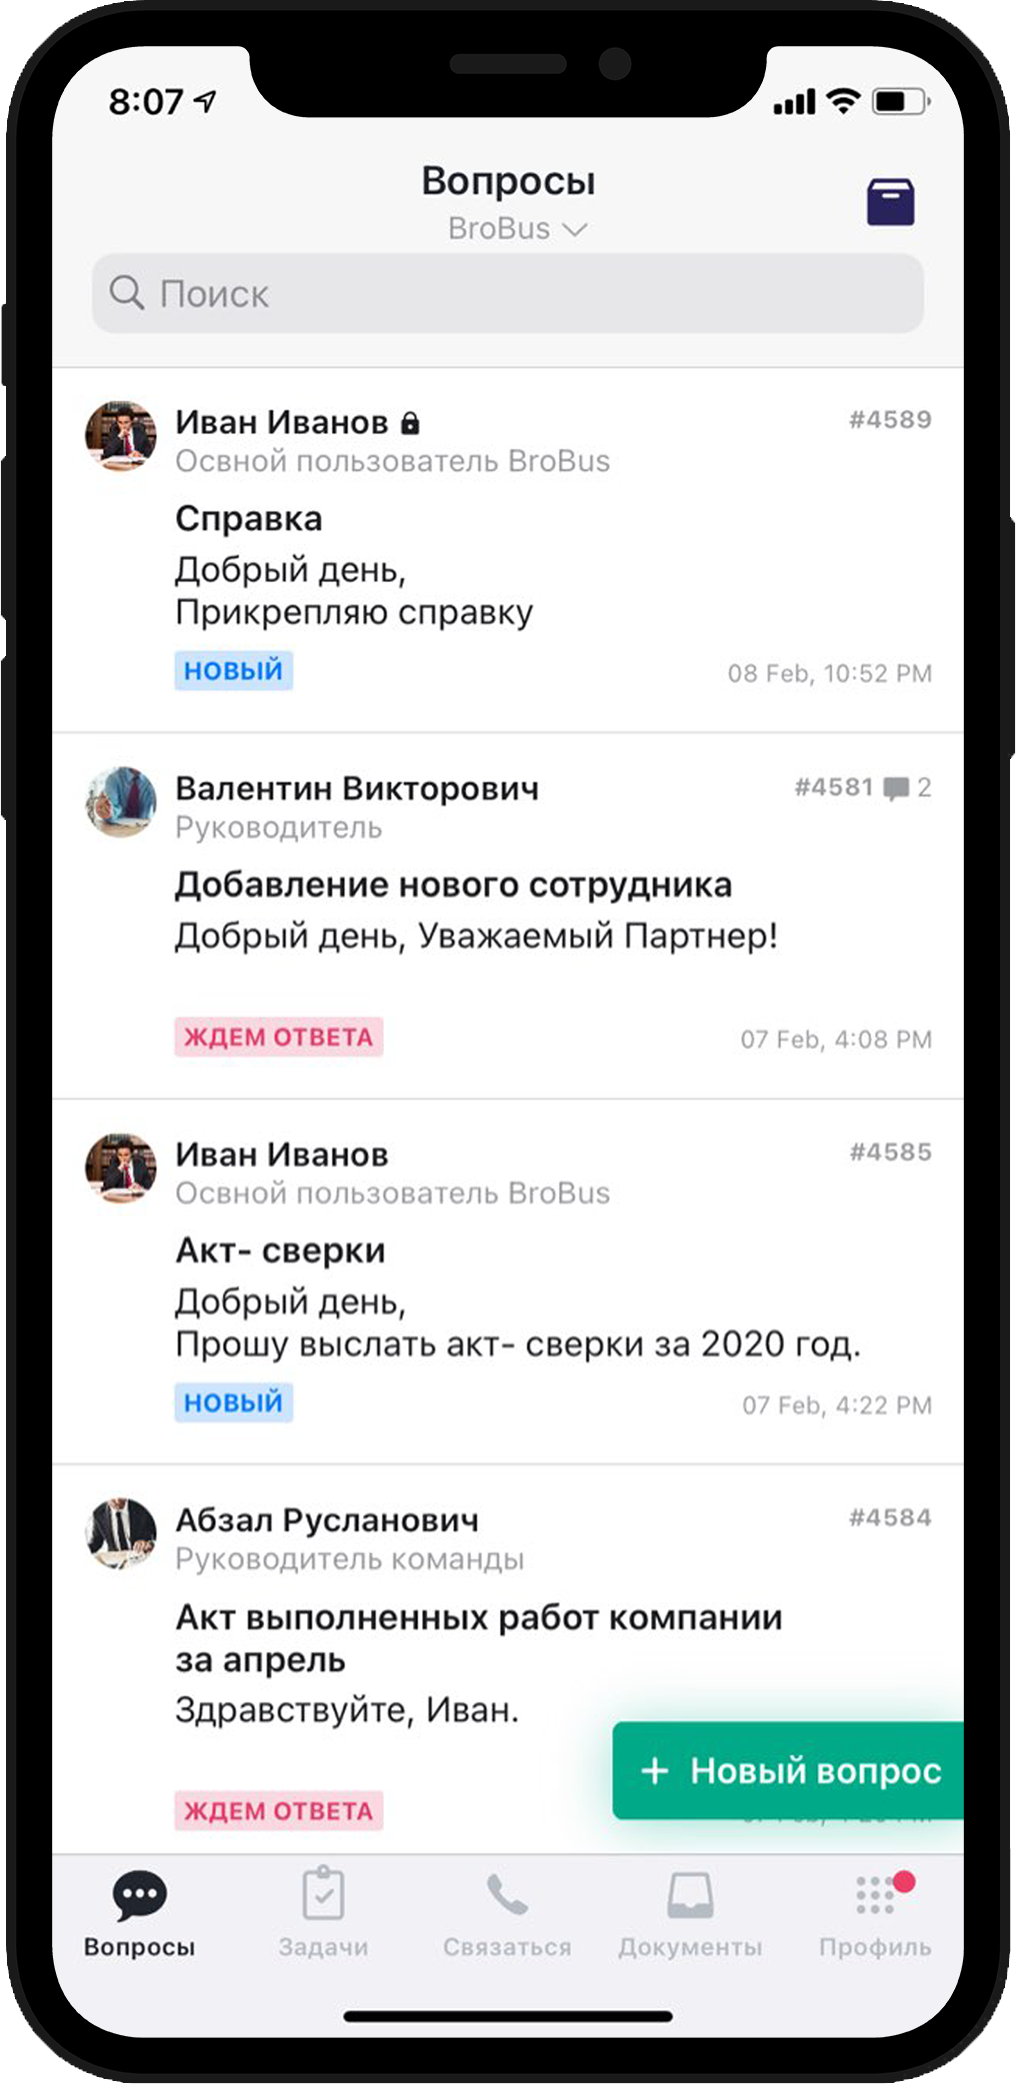 8:07
Вопросы
BroBus
Поиск
Иван Иванов
#4589
Освной пользователь BroBus
Справка
Добрый день,
Прикрепляю справку
НОВЫЙ
08 Feb, 10:52 PM
Валентин Викторович
#4581 2
Руководитель
Добавление нового сотрудника
Добрый день, Уважаемый Партнер!
ЖДЕМ ОТВЕТА
07 Feb, 4:08 PM
Иван Иванов
#4585
Освной пользователь BroBus
Акт- сверки
Добрый день,
Прошу выслать акт- сверки за 2020 год.
НОВЫЙ
07 Feb, 4:22 PM
Абзал Русланович
#4584
Руководитель команды
Акт выполненных работ компании
за апрель
Здравствуйте, Иван.
+ Новый вопрос
ЖДЕМ ОТВЕТА
Вопросы
Задачи
Связаться
Документы
Профиль